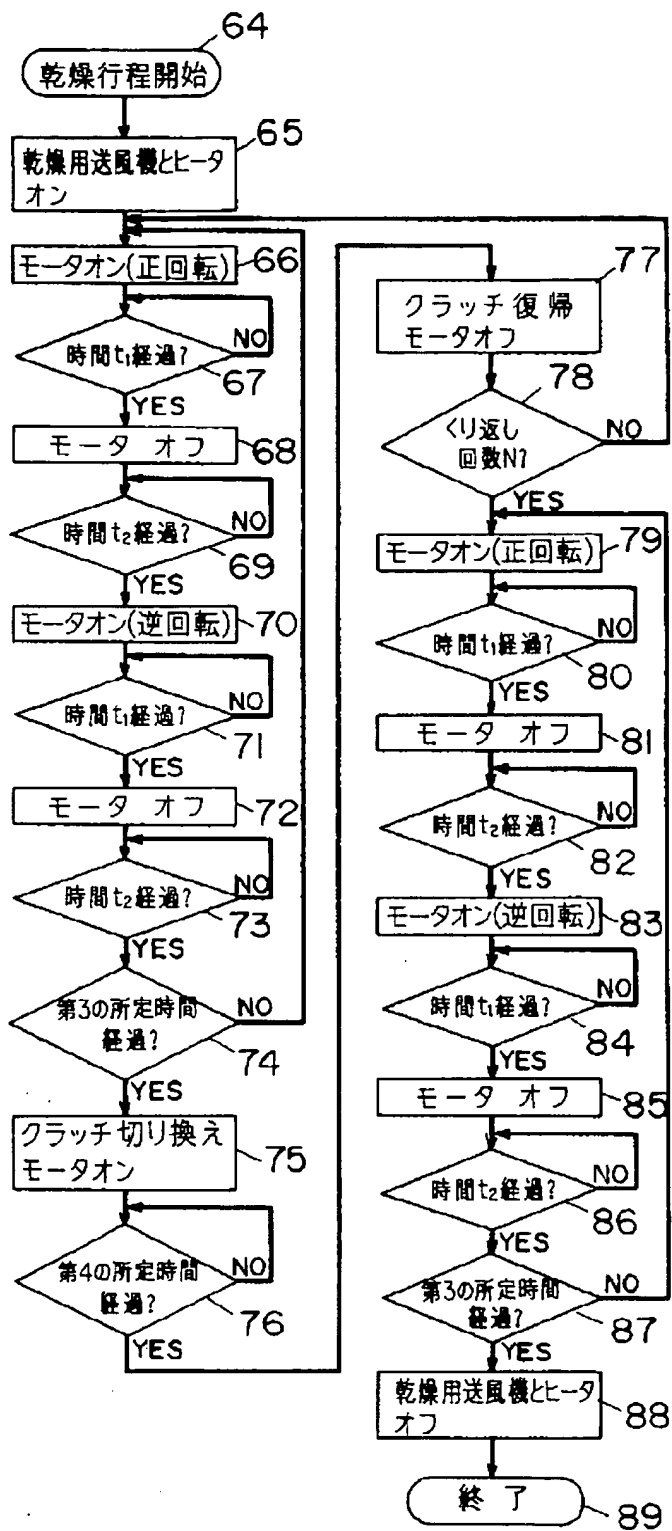 64
乾燥行程開始
65
乾燥用送風機とヒータ
オン
モータオン(正回転)
66
NO
時間t₁経過?
67
YES
モータ オフ
68
NO
時間t₂経過?
69
YES
モータオン(逆回転)
70
NO
時間t₁経過?
71
YES
モータ オフ
72
NO
時間t₂経過?
73
YES
第3の所定時間
経過?
NO
74
YES
クラッチ切り換え
モータオン
75
第4の所定時間
経過?
NO
76
YES
77
クラッチ復帰
モータオフ
78
くり返し
回数N?
NO
YES
モータオン(正回転)
79
NO
時間t₁経過?
80
YES
モータ オフ
81
NO
時間t₂経過?
82
YES
モータオン(逆回転)
83
NO
時間t₁経過?
84
YES
モータ オフ
85
NO
時間t₂経過?
86
YES
第3の所定時間
経過?
NO
87
YES
乾燥用送風機とヒータ
オフ
88
終了
89